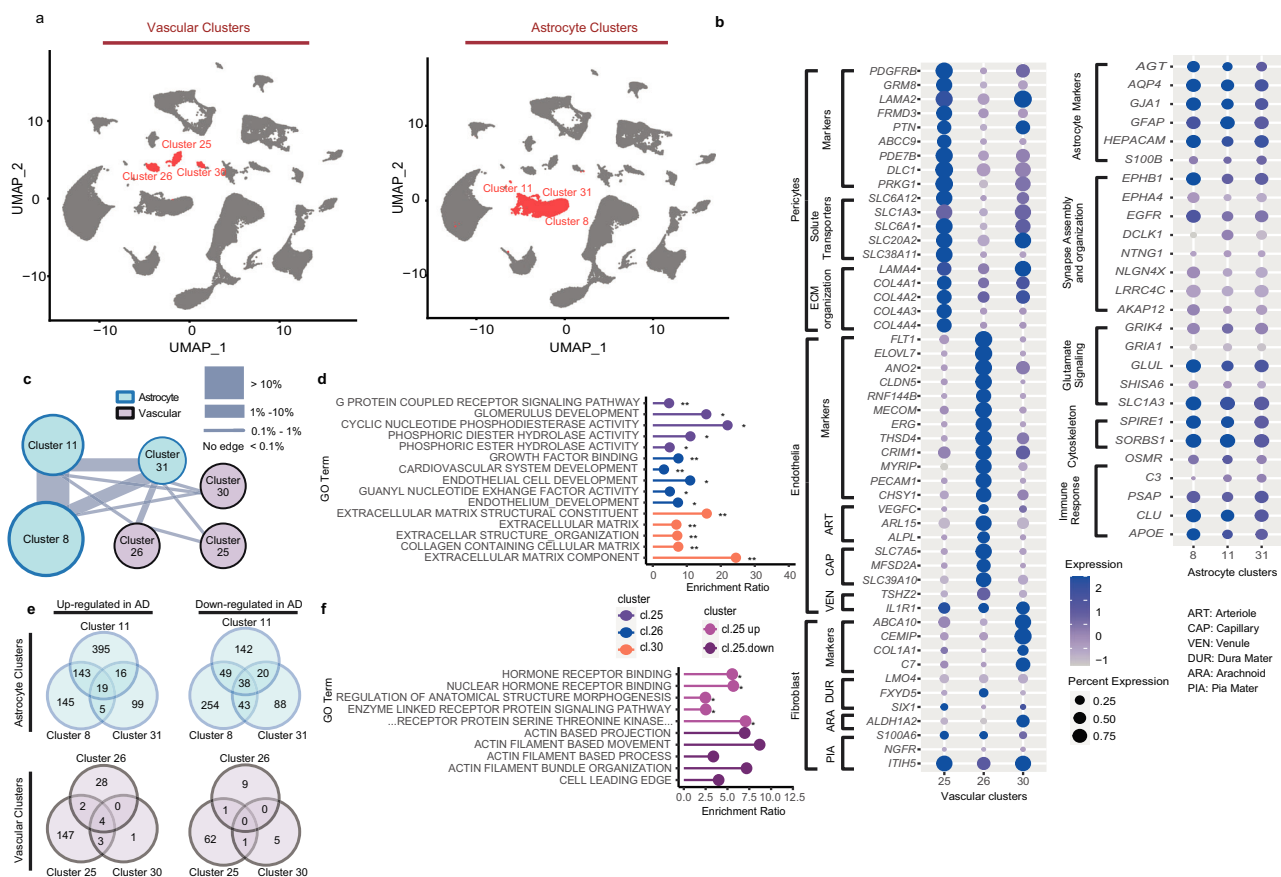 a
Vascular Clusters
Astrocyte Clusters
UMAP_2
10
0
−10
Cluster 25
Cluster 26
Cluster 30
−10
0
10
UMAP_1
UMAP_2
10
0
−10
Cluster 11
Cluster 31
Cluster 8
−10
0
10
UMAP_1
b
Pericytes
Markers
PDGFRB
GRM8
LAMA2
FRMD3
PTN
ABCC9
PDE7B
DLC1
PRKG1
Solute
Transporters
SLC6A12
SLC1A3
SLC6A1
SLC20A2
SLC38A11
ECM
organization
LAMA4
COL4A1
COL4A2
COL4A3
COL4A4
Endothelia
Markers
FLT1
ELOVL7
ANO2
CLDN5
RNF144B
MECOM
ERG
THSD4
CRIM1
MYRIP
PECAM1
CHSY1
ART
VEGFC
ARL15
ALPL
CAP
SLC7A5
MFSD2A
SLC39A10
VEN
TSHZ2
IL1R1
Fibroblast
Markers
ABCA10
CEMIP
COL1A1
C7
DUR
LMO4
FXYD5
SIX1
ARA
ALDH1A2
PIA
S100A6
NGFR
ITIH5
25
26
30
Vascular clusters
Astrocyte Markers
AGT
AQP4
GJA1
GFAP
HEPACAM
S100B
Synapse Assembly
and organization
EPHB1
EPHA4
EGFR
DCLK1
NTNG1
NLGN4X
LRRC4C
AKAP12
Glutamate
Signaling
GRIK4
GRIA1
GLUL
SHISA6
SLC1A3
Cytoskeleton
SPIRE1
SORBS1
Immune
Response
OSMR
C3
PSAP
CLU
APOE
8
11
31
Astrocyte clusters
Expression
2
1
0
−1
Percent Expression
0.25
0.50
0.75
ART: Arteriole
CAP: Capillary
VEN: Venule
DUR: Dura Mater
ARA: Arachnoid
PIA: Pia Mater
c
Astrocyte
Vascular
> 10%
1% -10%
0.1% - 1%
No edge < 0.1%
Cluster 11
Cluster
31
Cluster
30
Cluster 8
Cluster
26
Cluster
25
d
GO Term
G PROTEIN COUPLED RECEPTOR SIGNALING PATHWAY **
GLOMERULUS DEVELOPMENT *
CYCLIC NUCLEOTIDE PHOSPHODIESTERASE ACTIVITY *
PHOSPHORIC DIESTER HYDROLASE ACTIVITY *
PHOSPHORIC ESTER HYDROLASE ACTIVITY *
GROWTH FACTOR BINDING **
CARDIOVASCULAR SYSTEM DEVELOPMENT **
ENDOTHELIAL CELL DEVELOPMENT *
GUANYL NUCLEOTIDE EXHANGE FACTOR ACTIVITY *
ENDOTHELIUM_DEVELOPMENT *
EXTRACELLULAR MATRIX STRUCTURAL CONSTITUENT **
EXTRACELLULAR MATRIX **
EXTRACELLSAR STRUCTURE_ORGANIZATION **
COLLAGEN CONTAINING CELLULAR MATRIX **
EXTRACELLULAR MATRIX COMPONENT **
0 10 20 30 40
Enrichment Ratio
cluster
cl.25
cl.26
cl.30
cluster
cl.25 up
cl.25.down
e
Up-regulated in AD
Down-regulated in AD
Astrocyte Clusters
Cluster 11
395
143
16
19
145
5
99
Cluster 8
Cluster 31
Cluster 11
142
49
20
38
254
43
88
Cluster 8
Cluster 31
Vascular Clusters
Cluster 26
28
2
0
4
147
3
1
Cluster 25
Cluster 30
Cluster 26
9
1
0
0
62
1
5
Cluster 25
Cluster 30
f
GO Term
HORMONE RECEPTOR BINDING *
NUCLEAR HORMONE RECEPTOR BINDING *
REGULATION OF ANATOMICAL STRUCTURE MORPHOGENESIS *
ENZYME LINKED RECEPTOR PROTEIN SIGNALING PATHWAY *
...RECEPTOR PROTEIN SERINE THREONINE KINASE... *
ACTIN BASED PROJECTION
ACTIN FILAMENT BASED MOVEMENT
ACTIN FILAMENT BASED PROCESS
ACTIN FILAMENT BUNDLE ORGANIZATION
CELL LEADING EDGE
0.0 2.5 5.0 7.5 10.0 12.5
Enrichment Ratio